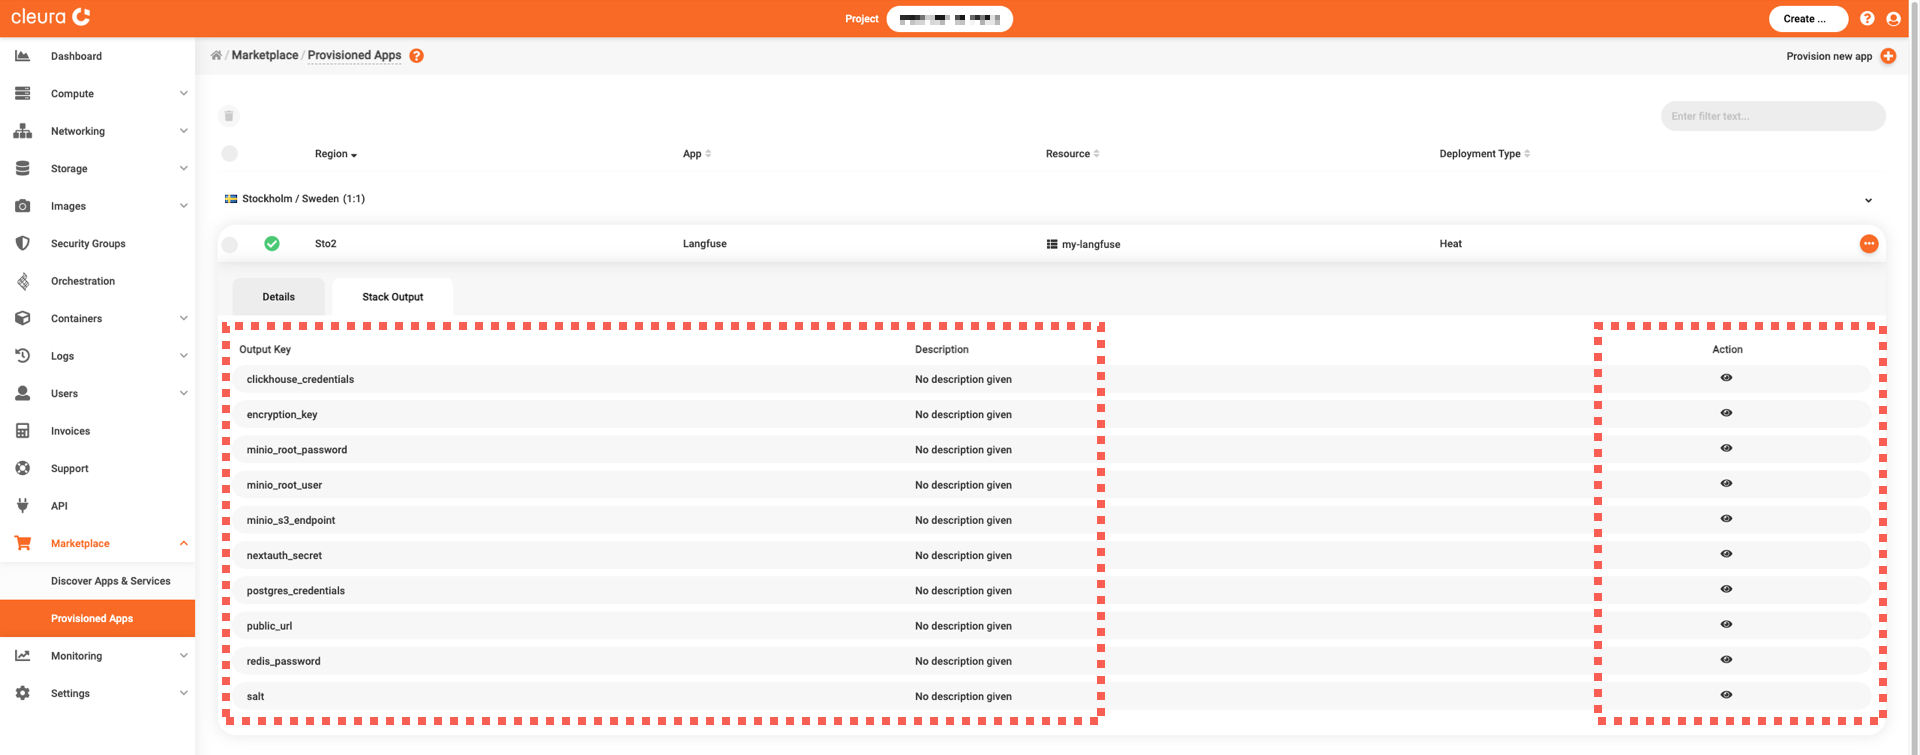 cleura
Project
Create ...
Dashboard
Compute
Networking
Storage
Images
Security Groups
Orchestration
Containers
Logs
Users
Invoices
Support
API
Marketplace
Discover Apps & Services
Provisioned Apps
Monitoring
Settings
/ Marketplace / Provisioned Apps ?
Provision new app
Enter filter text...
Region App Resource Deployment Type
Stockholm / Sweden (1:1)
Sto2 Langfuse my-langfuse Heat
Details Stack Output
Output Key Description Action
clickhouse_credentials No description given
encryption_key No description given
minio_root_password No description given
minio_root_user No description given
minio_s3_endpoint No description given
nextauth_secret No description given
postgres_credentials No description given
public_url No description given
redis_password No description given
salt No description given